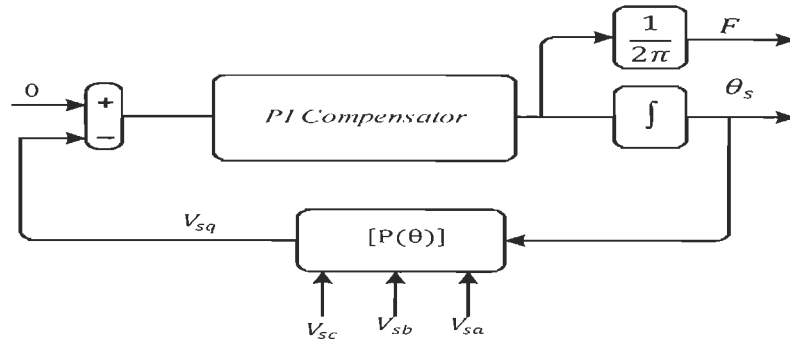 1
2π
F
0
+
−
PI Compensator
∫
θs
Vsq
[P(θ)]
Vsc
Vsb
Vsa